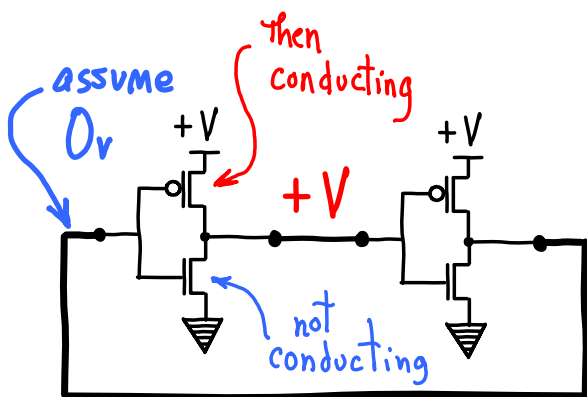 then
conducting
assume
0v
+V
+V
+V
not
conducting